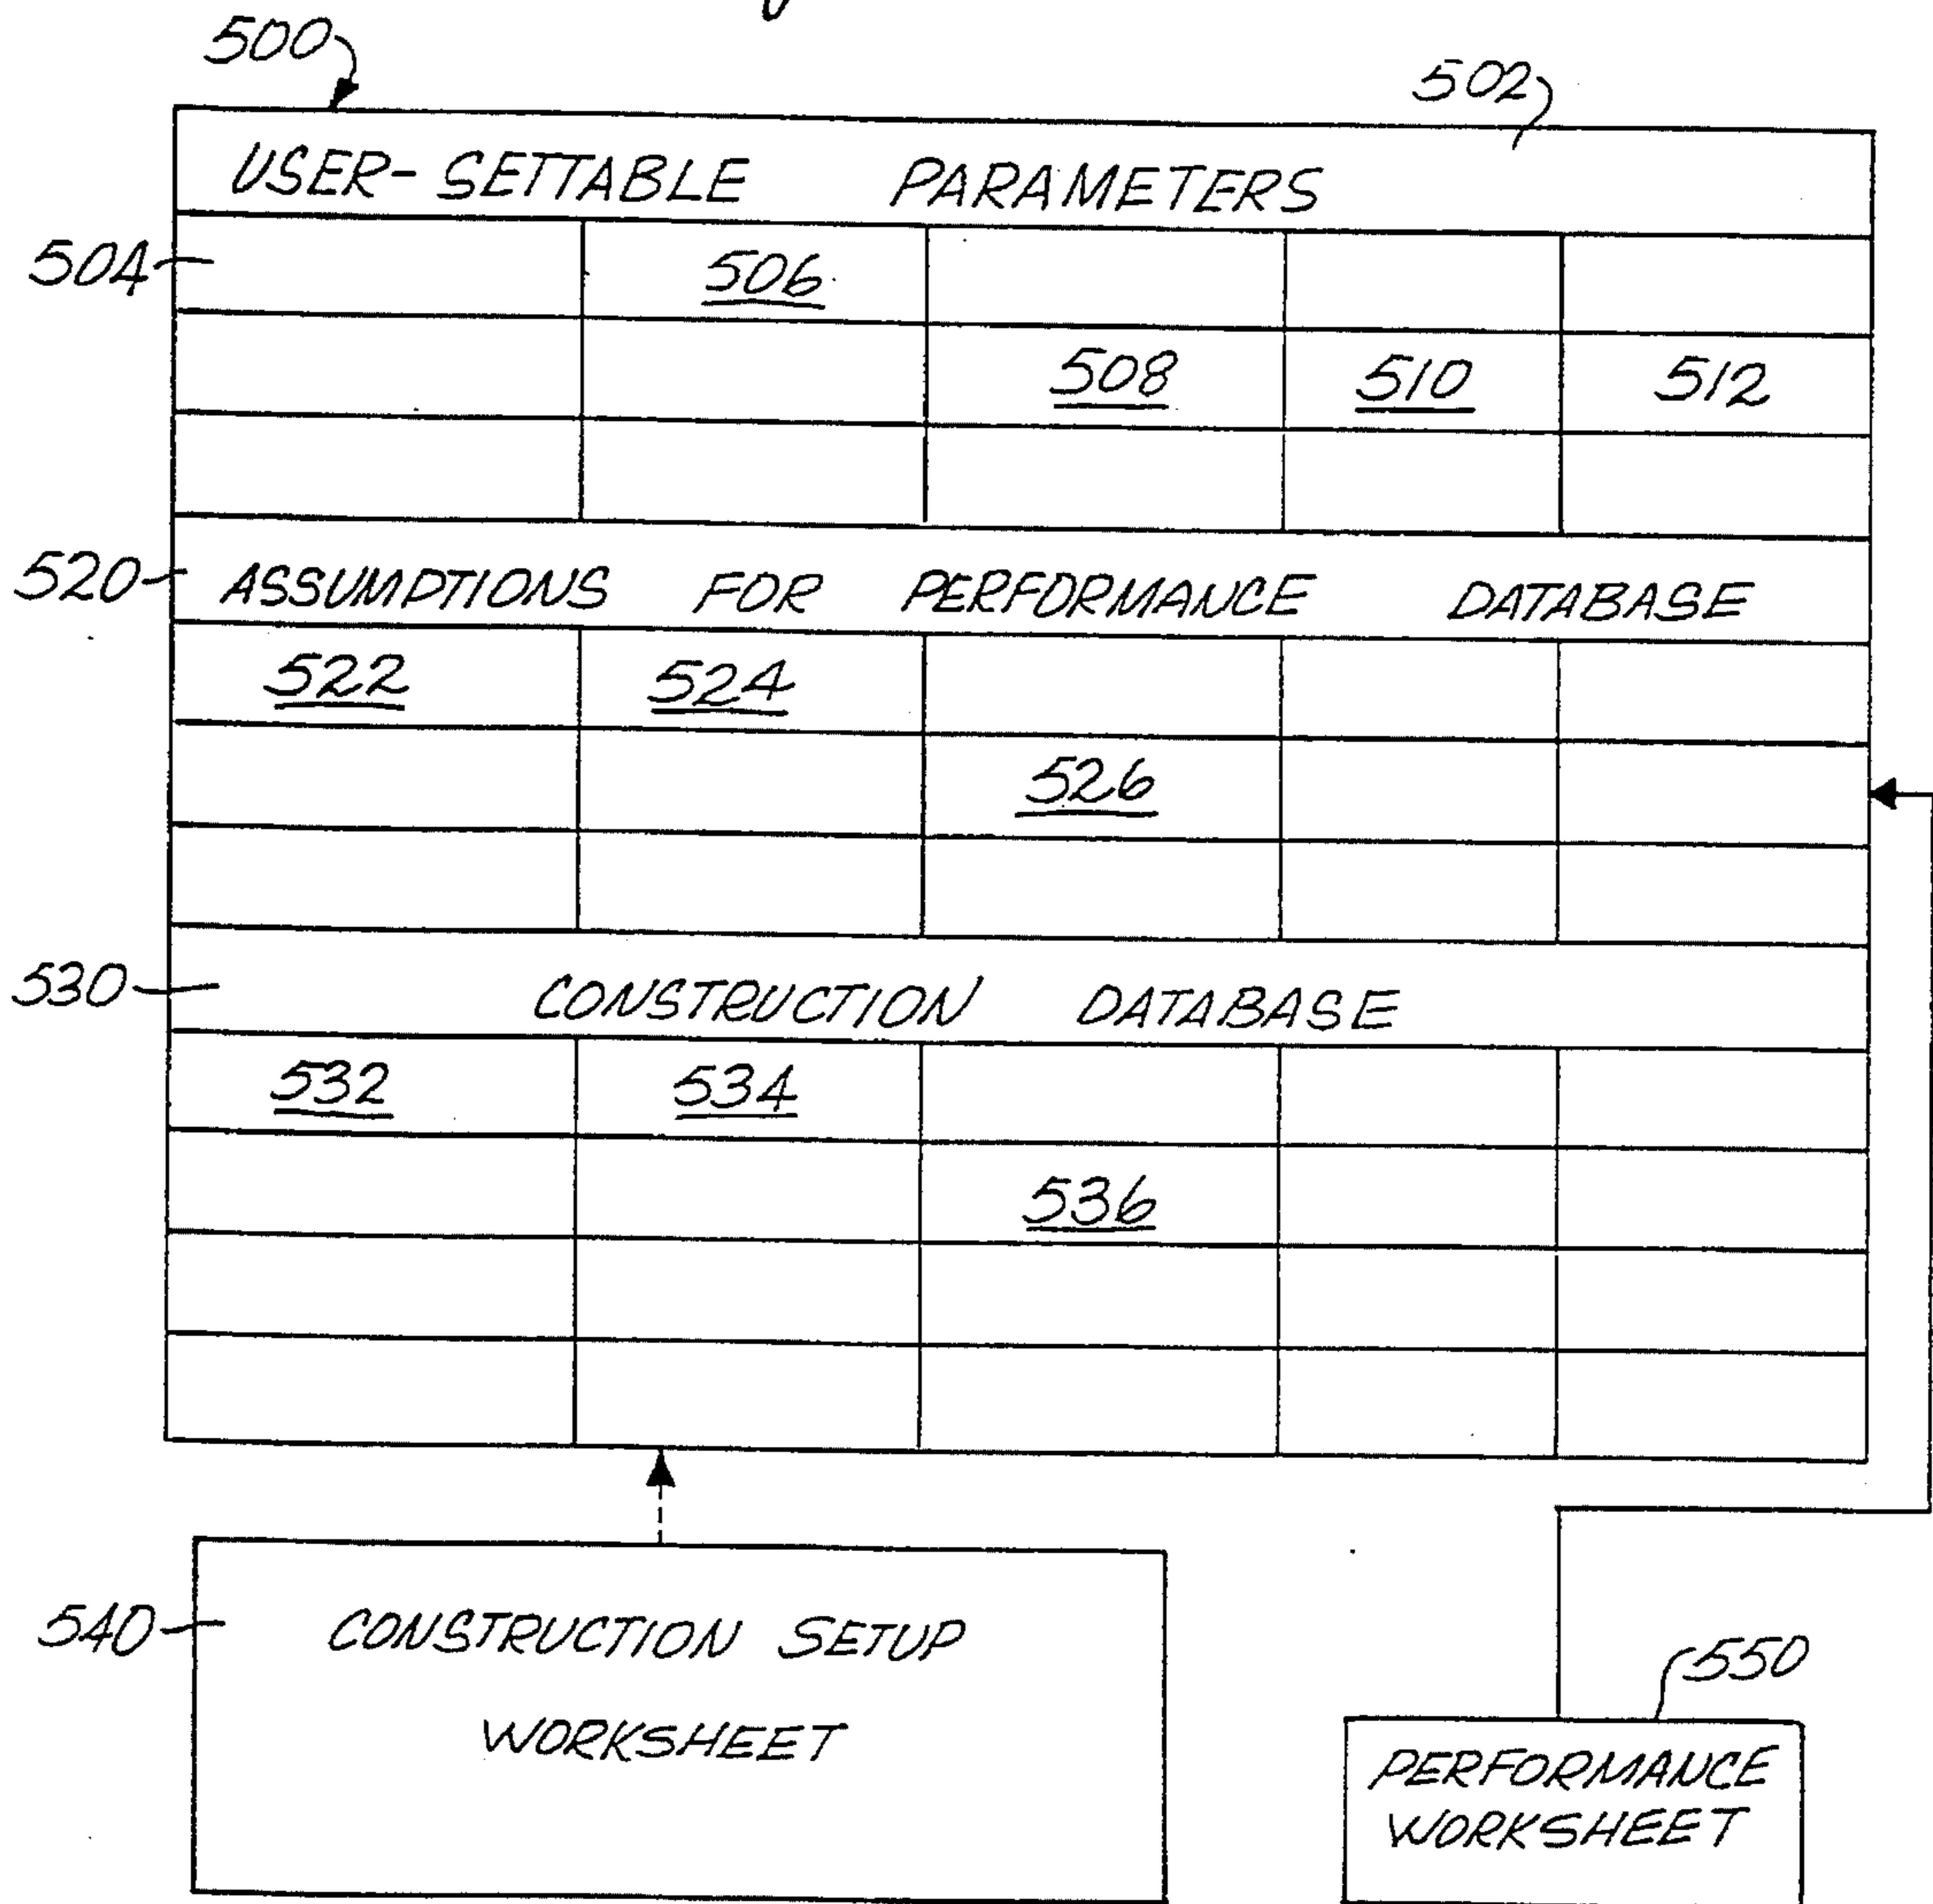 500
502
USER-SETTABLE PARAMETERS
504
506
508 510 512
520
ASSUMPTIONS FOR PERFORMANCE DATABASE
522 524
526
530
CONSTRUCTION DATABASE
532 534
536
540
CONSTRUCTION SETUP
WORKSHEET
550
PERFORMANCE
WORKSHEET